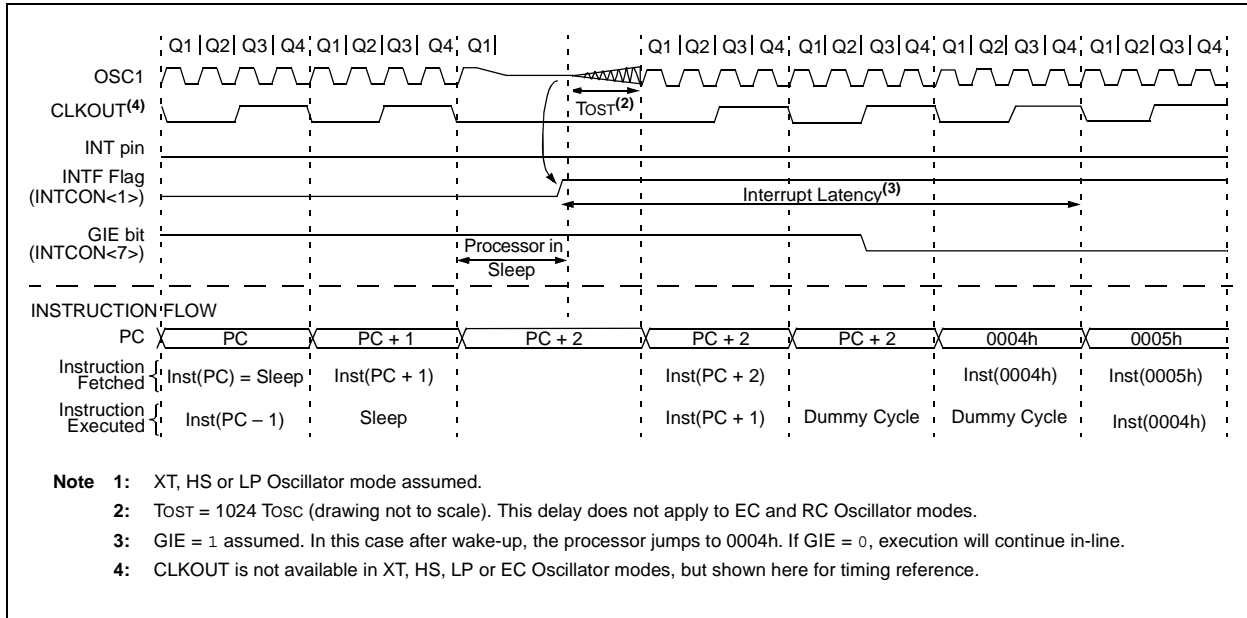 Q1 Q2 Q3 Q4 Q1 Q2 Q3 Q4 Q1 Q1 Q2 Q3 Q4 Q1 Q2 Q3 Q4 Q1 Q2 Q3 Q4 Q1 Q2 Q3 Q4
OSC1
CLKOUT(4) TOST(2)
INT pin
INTF Flag
(INTCON<1>) Interrupt Latency(3)
GIE bit
(INTCON<7>) Processor in
Sleep
INSTRUCTION FLOW
PC PC PC + 1 PC + 2 PC + 2 PC + 2 0004h 0005h
Instruction
Fetched Inst(PC) = Sleep Inst(PC + 1) Inst(PC + 2) Inst(0004h) Inst(0005h)
Instruction
Executed Inst(PC – 1) Sleep Inst(PC + 1) Dummy Cycle Dummy Cycle Inst(0004h)
Note 1: XT, HS or LP Oscillator mode assumed.
2: TOST = 1024 TOSC (drawing not to scale). This delay does not apply to EC and RC Oscillator modes.
3: GIE = 1 assumed. In this case after wake-up, the processor jumps to 0004h. If GIE = 0, execution will continue in-line.
4: CLKOUT is not available in XT, HS, LP or EC Oscillator modes, but shown here for timing reference.